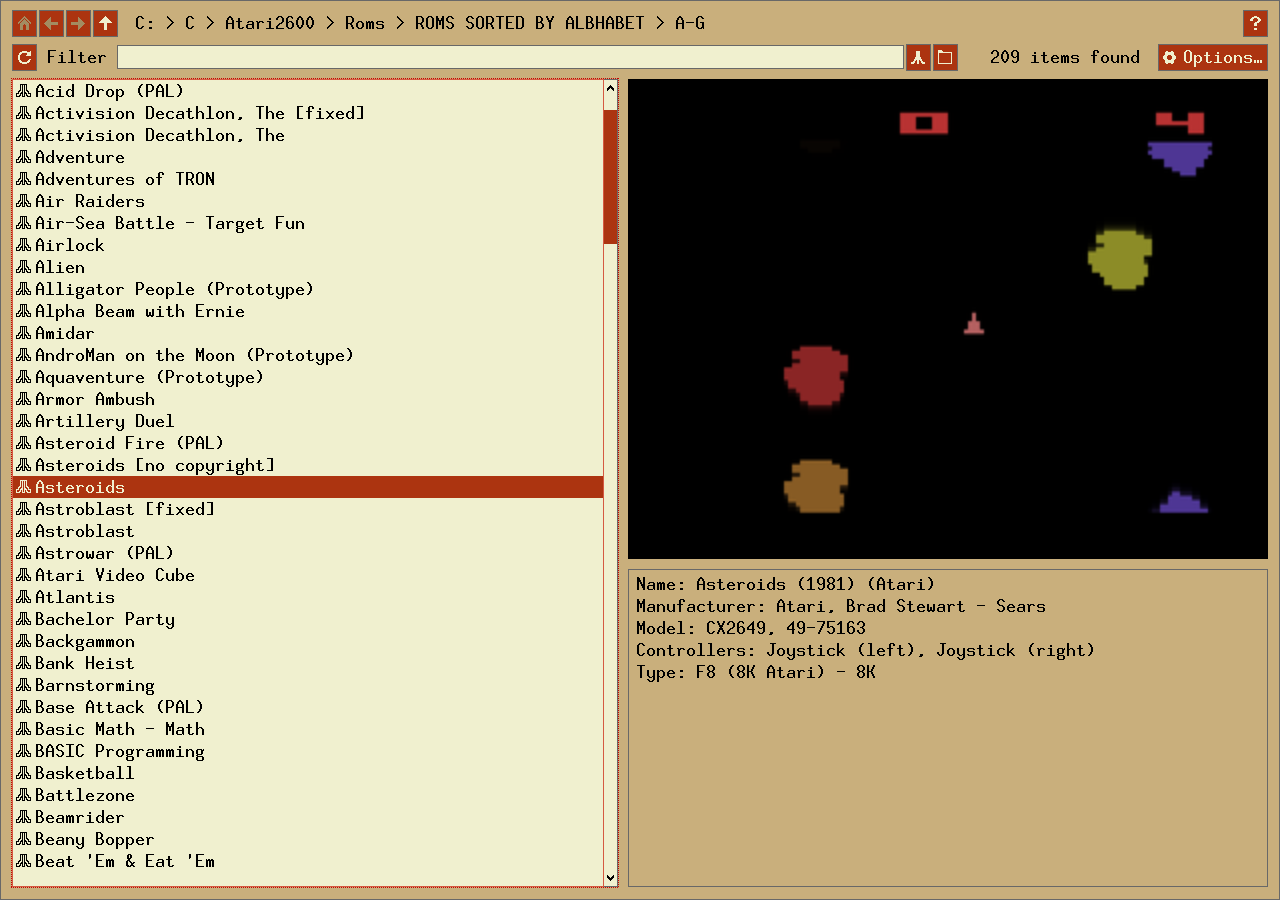 C: > C > Atari2600 > Roms > ROMS SORTED BY ALBHABET > A-G
?
Filter
209 items found
Options…
Acid Drop (PAL)
Activision Decathlon, The [fixed]
Activision Decathlon, The
Adventure
Adventures of TRON
Air Raiders
Air-Sea Battle - Target Fun
Airlock
Alien
Alligator People (Prototype)
Alpha Beam with Ernie
Amidar
AndroMan on the Moon (Prototype)
Aquaventure (Prototype)
Armor Ambush
Artillery Duel
Asteroid Fire (PAL)
Asteroids [no copyright]
Asteroids
Astroblast [fixed]
Astroblast
Astrowar (PAL)
Atari Video Cube
Atlantis
Bachelor Party
Backgammon
Bank Heist
Barnstorming
Base Attack (PAL)
Basic Math - Math
BASIC Programming
Basketball
Battlezone
Beamrider
Beany Bopper
Beat 'Em & Eat 'Em
Name: Asteroids (1981) (Atari)
Manufacturer: Atari, Brad Stewart - Sears
Model: CX2649, 49-75163
Controllers: Joystick (left), Joystick (right)
Type: F8 (8K Atari) - 8K